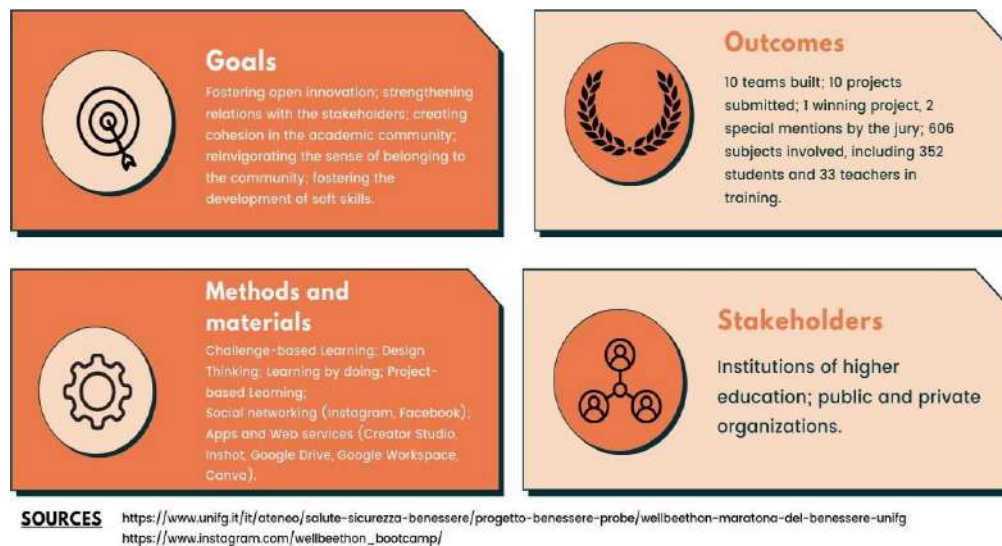 Goals
Fostering open innovation; strengthening
relations with the stakeholders; creating
cohesion in the academic community;
reinvigorating the sense of belonging to
the community; fostering the
development of soft skills.
Outcomes
10 teams built; 10 projects
submitted; 1 winning project, 2
special mentions by the jury; 606
subjects involved, including 352
students and 33 teachers in
training.
Methods and
materials
Challenge-based Learning; Design
Thinking; Learning by doing; Project-
based Learning;
Social networking (Instagram, Facebook);
Apps and Web services (Creator Studio,
Inshot, Google Drive, Google Workspace,
Canva).
Stakeholders
Institutions of higher
education; public and private
organizations.
SOURCES https://www.unifg.it/it/ateneo/salute-sicurezza-benessere/progetto-benessere-probe/wellbeethon-maratona-del-benessere-unifg
https://www.instagram.com/wellbeethon_bootcamp/